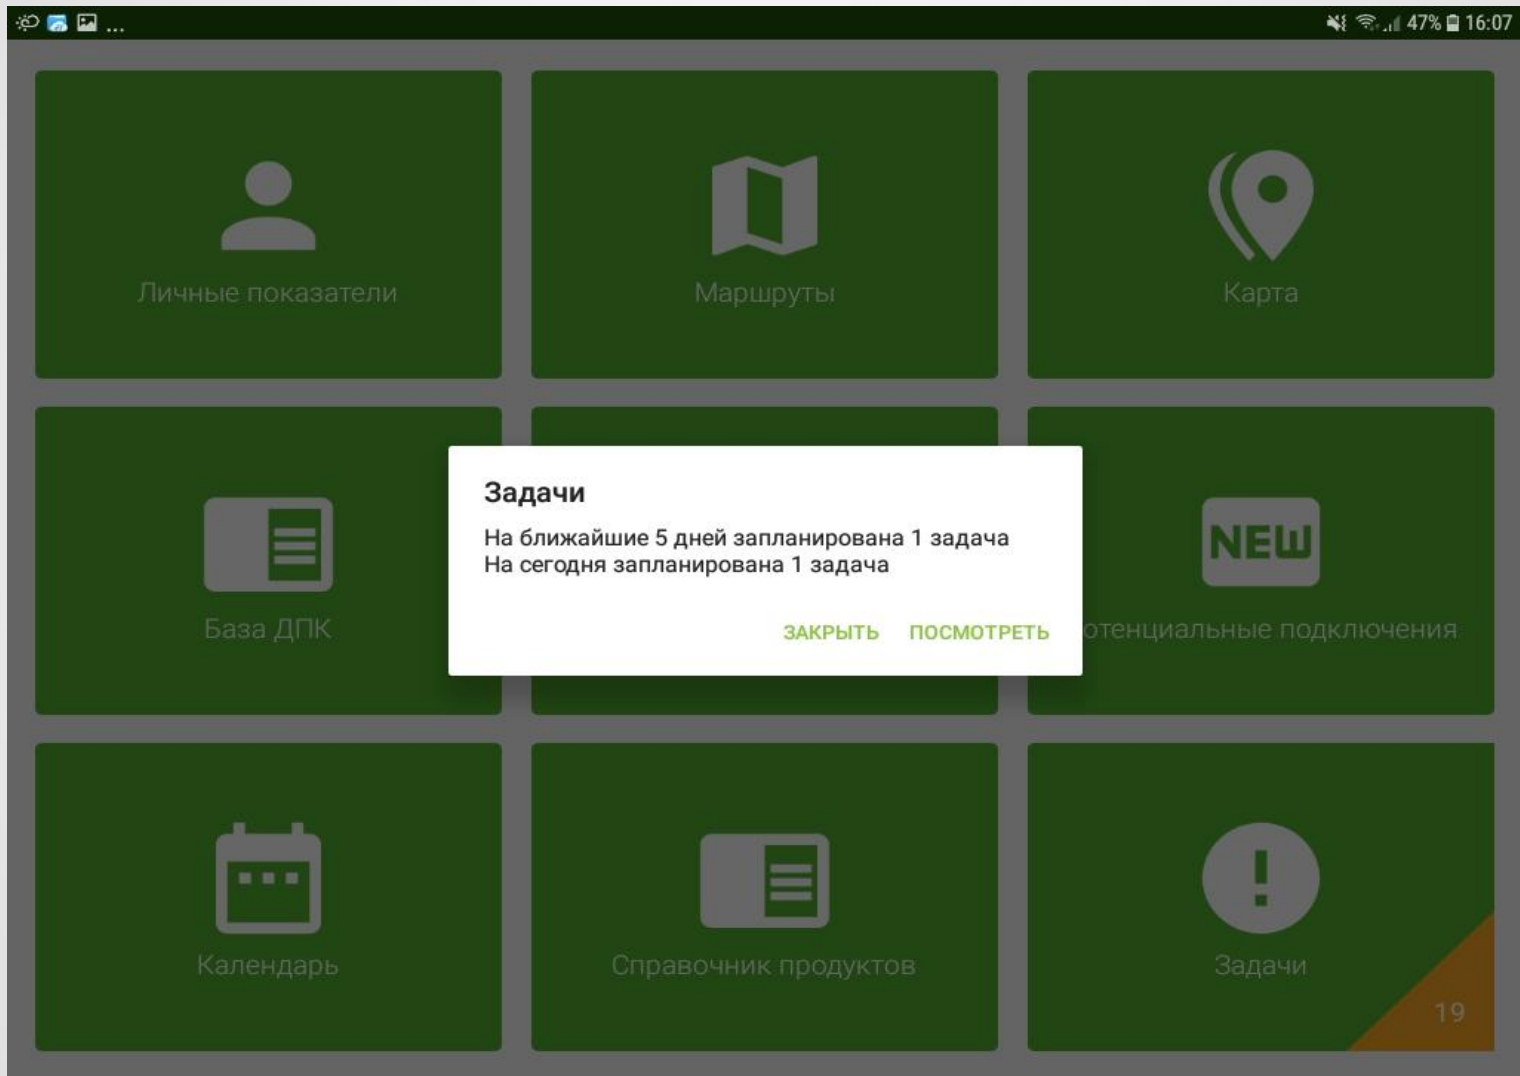 ... 47% 16:07
Личные показатели
Маршруты
Карта
База ДПК
NEW
отенциальные подключения
Задачи
На ближайшие 5 дней запланирована 1 задача
На сегодня запланирована 1 задача
ЗАКРЫТЬ ПОСМОТРЕТЬ
Календарь
Справочник продуктов
Задачи
19